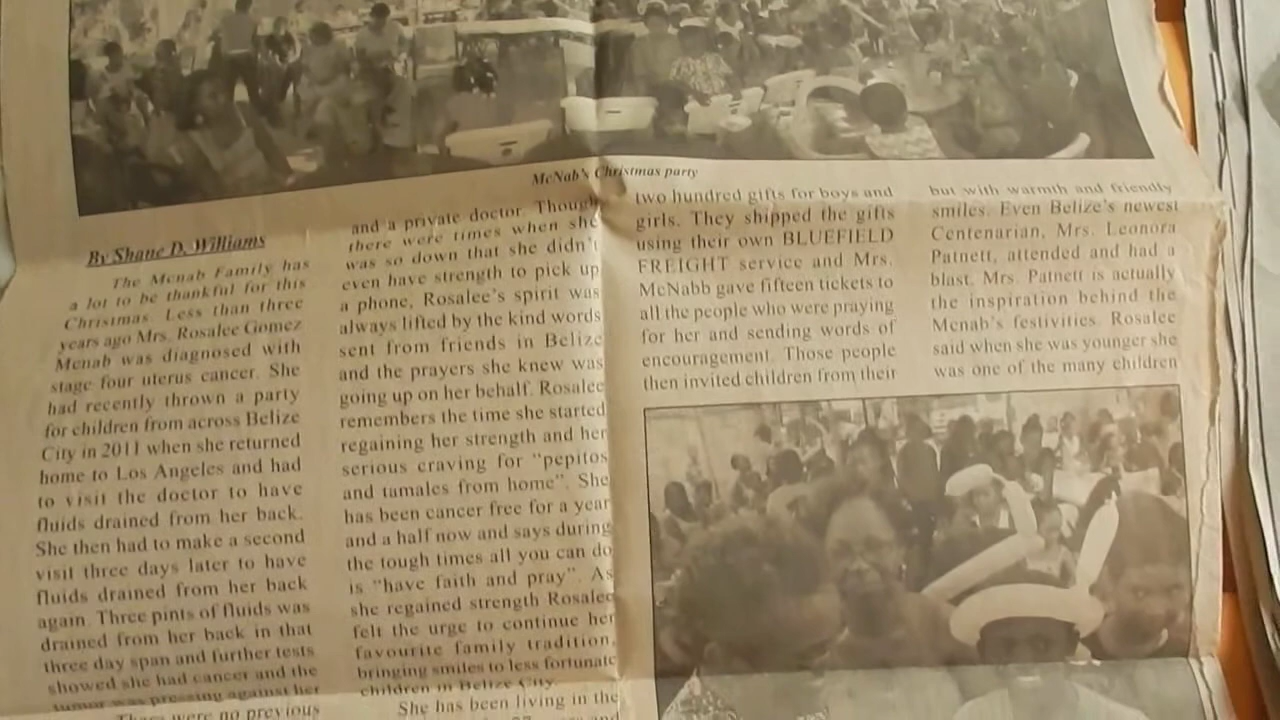 McNab's Christmas party
By Shane D. Williams
The Mcnab Family has
a lot to be thankful for this
Christmas. Less than three
years ago Mrs. Rosalee Gomez
Mcnab was diagnosed with
stage four uterus cancer. She
had recently thrown a party
for children from across Belize
City in 2011 when she returned
home to Los Angeles and had
to visit the doctor to have
fluids drained from her back.
She then had to make a second
visit three days later to have
fluids drained from her back
again. Three pints of fluids was
drained from her back in that
three day span and further tests
showed she had cancer and the
tumor was pressing against her
There were no previous
and a private doctor. Though
there were times when she
was so down that she didn't
even have strength to pick up
a phone, Rosalee's spirit was
always lifted by the kind words
sent from friends in Belize
and the prayers she knew was
going up on her behalf. Rosalee
remembers the time she started
regaining her strength and her
serious craving for "pepitos
and tamales from home". She
has been cancer free for a year
and a half now and says during
the tough times all you can do
is "have faith and pray". As
she regained strength Rosalee
felt the urge to continue her
favourite family tradition,
bringing smiles to less fortunate
children in Belize City.
She has been living in the
and
two hundred gifts for boys and
girls. They shipped the gifts
using their own BLUEFIELD
FREIGHT service and Mrs.
McNabb gave fifteen tickets to
all the people who were praying
for her and sending words of
encouragement. Those people
then invited children from their
but with warmth and friendly
smiles. Even Belize's newest
Centenarian, Mrs. Leonora
Patnett, attended and had a
blast. Mrs. Patnett is actually
the inspiration behind the
Mcnab's festivities. Rosalee
said when she was younger she
was one of the many children